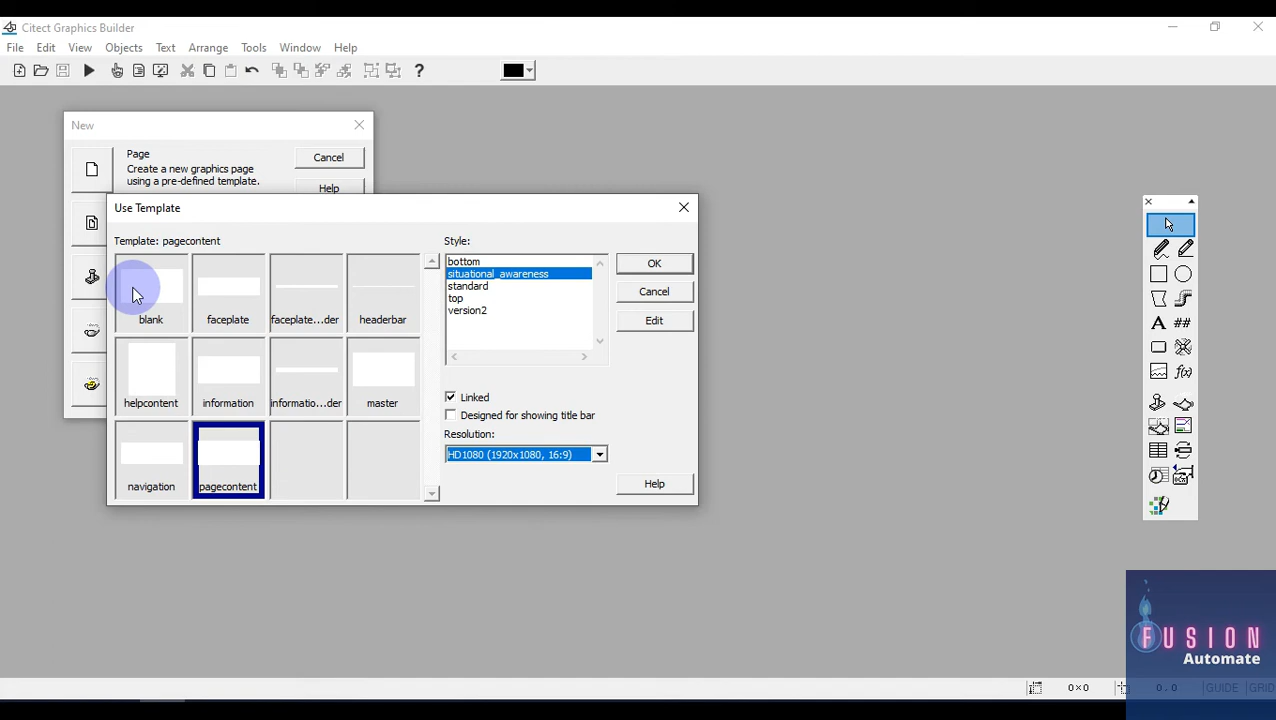 Citect Graphics Builder
File Edit View Objects Text Arrange Tools Window Help
New
Page
Create a new graphics page
using a pre-defined template.
Cancel
Help
Use Template
Template: pagecontent
Style:
blank
faceplate
faceplate...der
headerbar
helpcontent
information
informatio...der
master
navigation
pagecontent
bottom
situational_awareness
standard
top
version2
OK
Cancel
Edit
Linked
Designed for showing title bar
Resolution:
HD1080 (1920x1080, 16:9)
Help
FUSION
Automate
0×0 0.0 GUIDE GRID